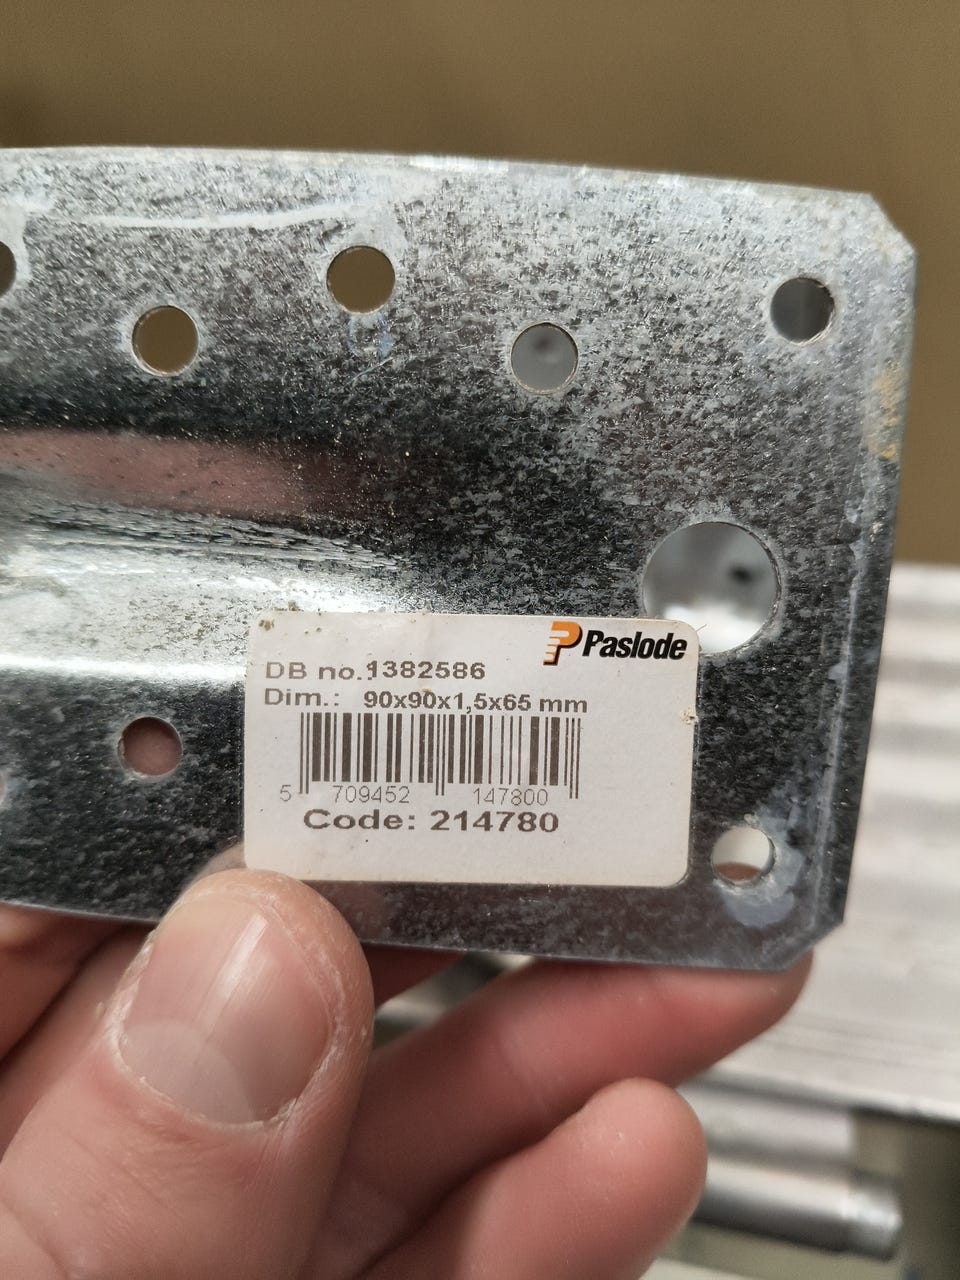 Paslode
DB no.:1382586
Dim.: 90x90x1,5x65 mm
5 709452 147800
Code: 214780